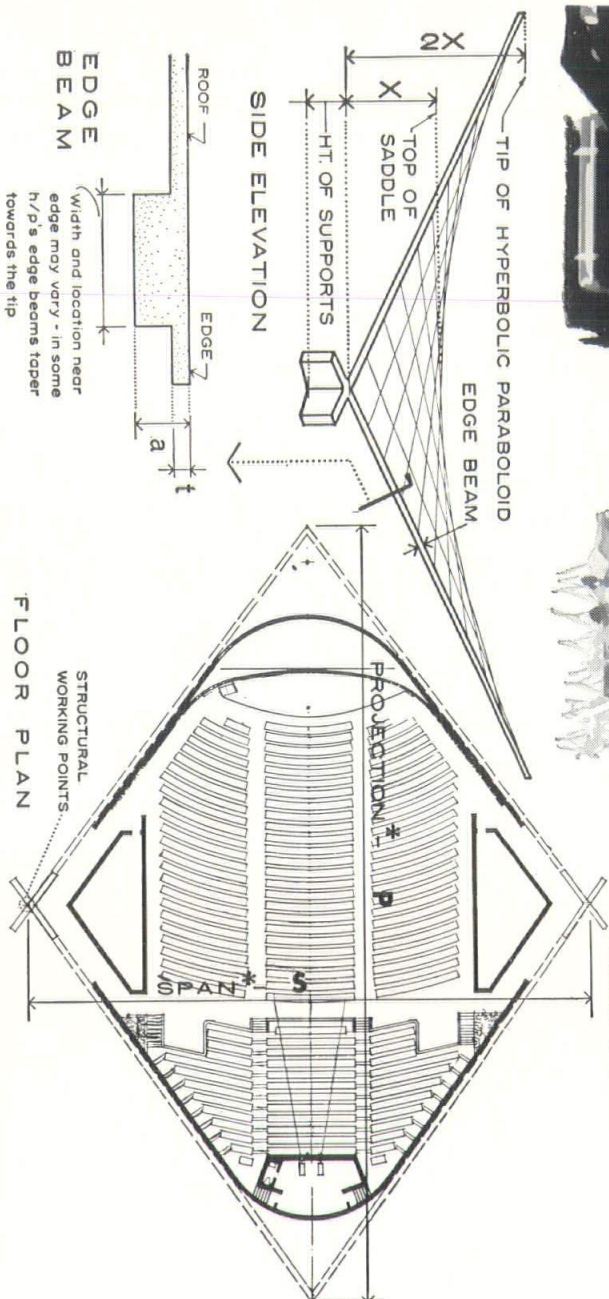 2X
X
TIP OF HYPERBOLIC PARABOLOID
TOP OF
SADDLE
HT. OF SUPPORTS
EDGE BEAM
SIDE ELEVATION
ROOF
EDGE
a
t
EDGE
BEAM
Width and location near
edge may vary - in some
h/p's edge beams taper
towards the tip
PROJECTION* - P
SPAN* - S
STRUCTURAL
WORKING POINTS
FLOOR PLAN